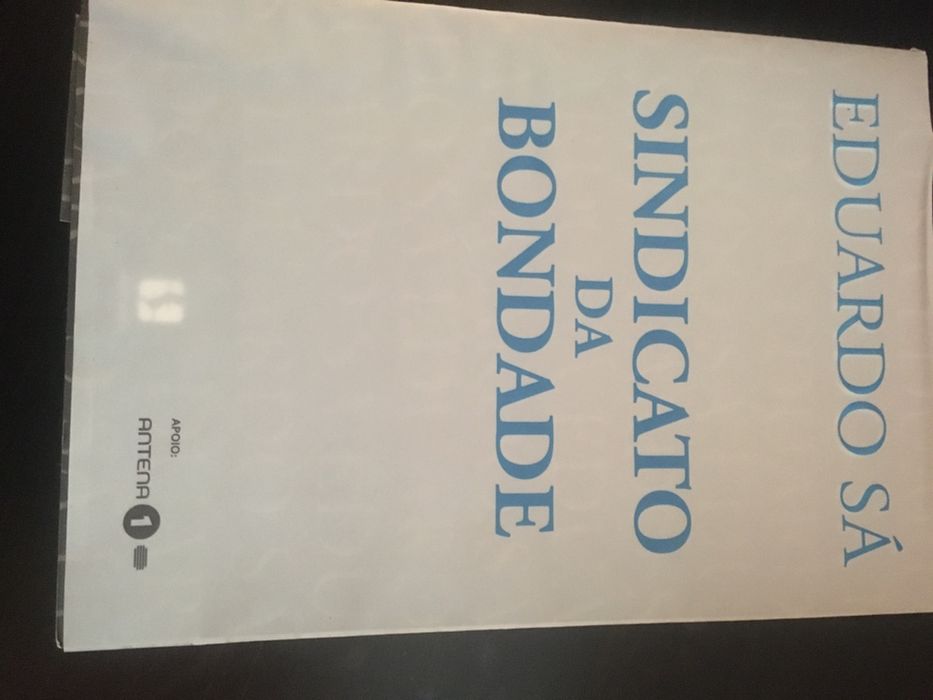 EDUARDO SÁ
SINDICATO
DA
BONDADE
APOIO:
ANTENA 1